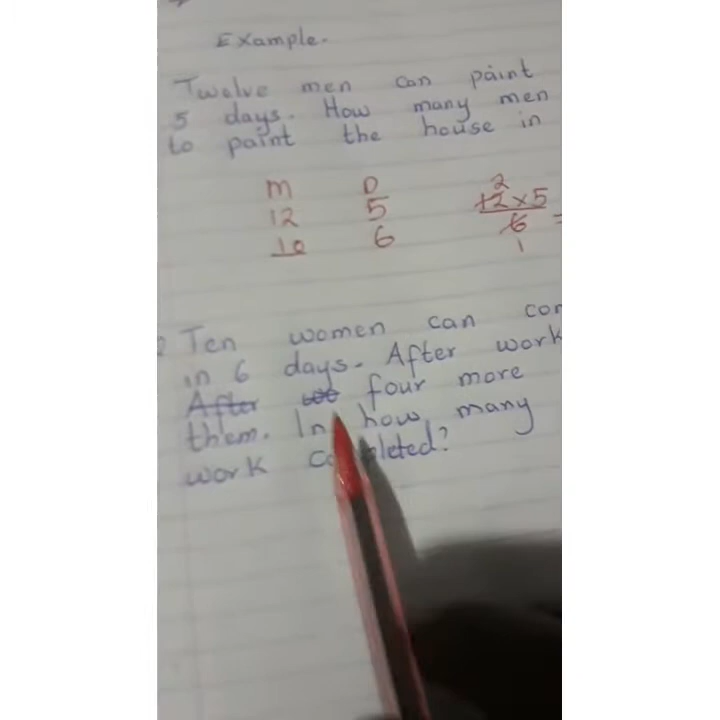 Example.
Twelve men can paint
5 days. How many men
to paint the house in
M D 2
12 5 12 x 5
10 6 6 =
1
Ten women can con
in 6 days. After work
After four more
them. In how many
work completed?